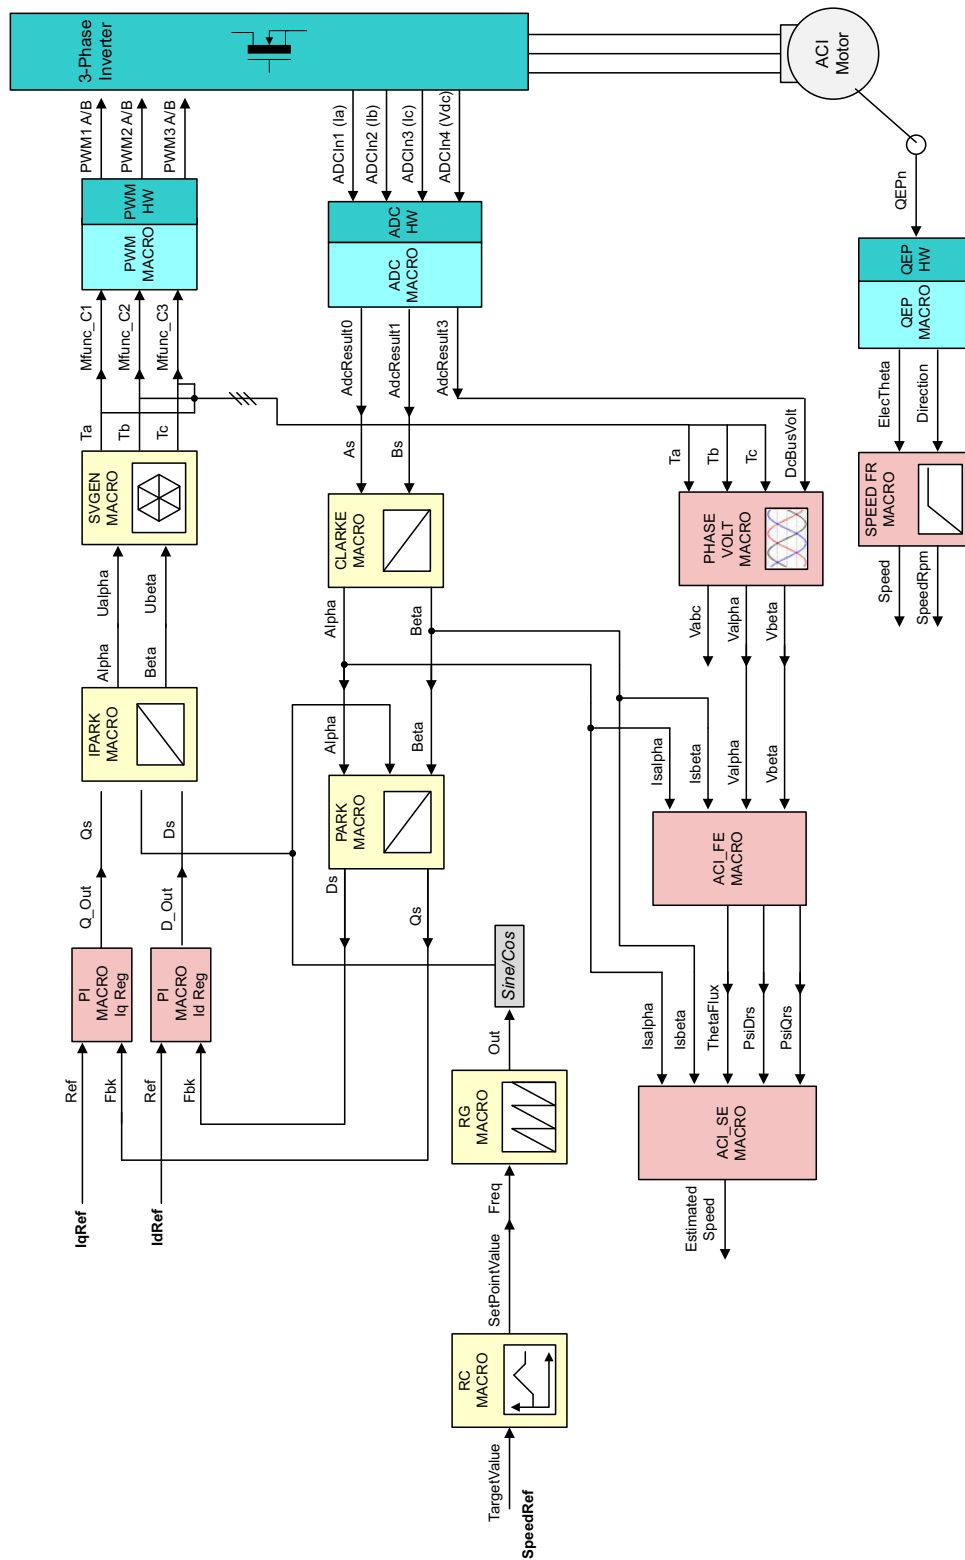 IqRef
Ref
Fbk
PI
MACRO
Iq Reg
Q_Out
Qs
IdRef
Ref
Fbk
PI
MACRO
Id Reg
D_Out
Ds
IPARK
MACRO
Alpha
Ualpha
Beta
Ubeta
SVGEN
MACRO
Ta
Mfunc_C1
Tb
Mfunc_C2
Tc
Mfunc_C3
PWM
MACRO
PWM
HW
PWM1 A/B
PWM2 A/B
PWM3 A/B
3-Phase
Inverter
ADCIn1 (Ia)
ADCIn2 (Ib)
ADCIn3 (Ic)
ADCIn4 (Vdc)
ADC
HW
ADC
MACRO
AdcResult0
AdcResult1
AdcResult3
As
Bs
CLARKE
MACRO
Alpha
Beta
Alpha
Beta
PARK
MACRO
Ds
Qs
SpeedRef
TargetValue
RC
MACRO
SetPointValue
Freq
RG
MACRO
Out
Sine/Cos
Ta
Tb
Tc
DcBusVolt
PHASE
VOLT
MACRO
Vabc
Valpha
Vbeta
Isalpha
Isbeta
Valpha
Vbeta
ACI_FE
MACRO
Isalpha
Isbeta
ThetaFlux
PsiDrs
PsiQrs
ACI_SE
MACRO
Estimated
Speed
ACI
Motor
QEPn
QEP
HW
QEP
MACRO
ElecTheta
Direction
SPEED FR
MACRO
Speed
SpeedRpm